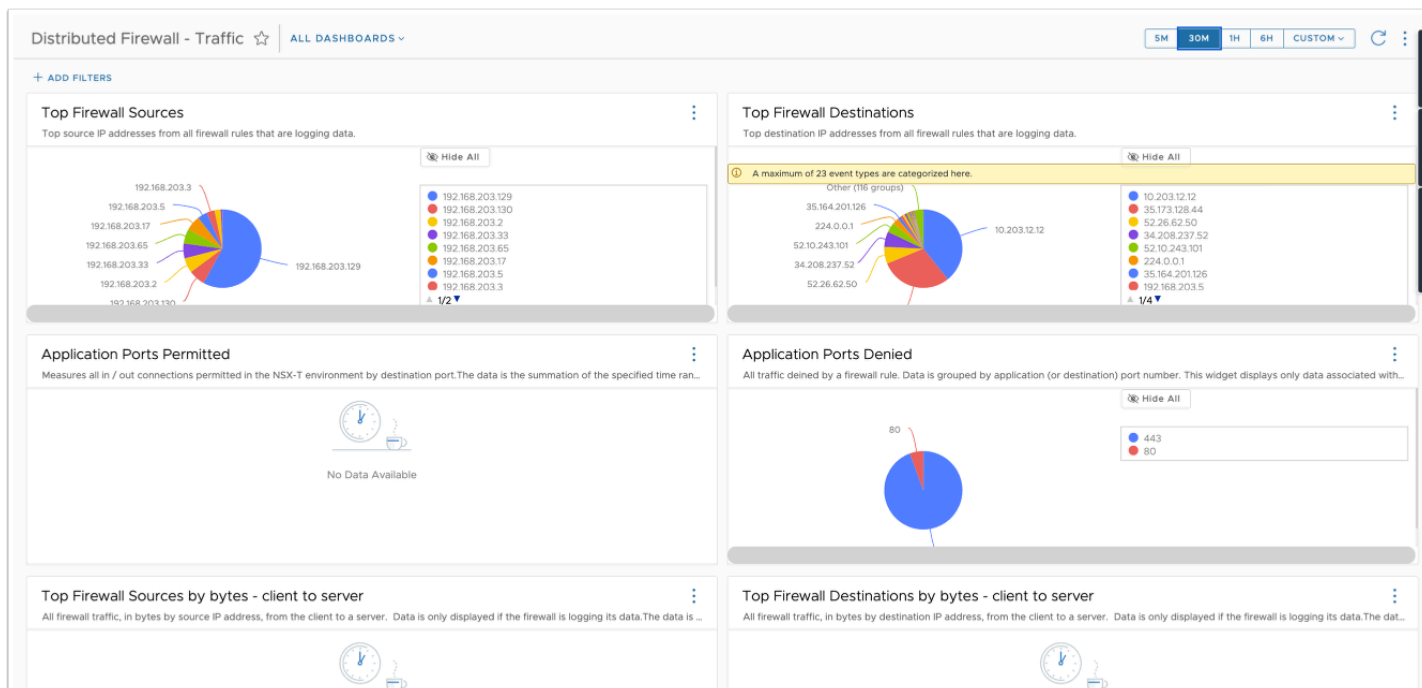 Distributed Firewall - Traffic
ALL DASHBOARDS
5M 30M 1H 6H CUSTOM
+ ADD FILTERS
Top Firewall Sources
Top source IP addresses from all firewall rules that are logging data.
Hide All
192.168.203.3
192.168.203.5
192.168.203.17
192.168.203.65
192.168.203.33
192.168.203.2
192.168.203.130
192.168.203.129
192.168.203.129
192.168.203.130
192.168.203.2
192.168.203.33
192.168.203.65
192.168.203.17
192.168.203.5
192.168.203.3
1/2
Top Firewall Destinations
Top destination IP addresses from all firewall rules that are logging data.
Hide All
A maximum of 23 event types are categorized here.
Other (116 groups)
35.164.201.126
224.0.0.1
52.10.243.101
34.208.237.52
52.26.62.50
10.203.12.12
10.203.12.12
35.173.128.44
52.26.62.50
34.208.237.52
52.10.243.101
224.0.0.1
35.164.201.126
192.168.203.5
1/4
Application Ports Permitted
Measures all in / out connections permitted in the NSX-T environment by destination port.The data is the summation of the specified time ran...
No Data Available
Application Ports Denied
All traffic deined by a firewall rule. Data is grouped by application (or destination) port number. This widget displays only data associated with...
Hide All
80
443
80
Top Firewall Sources by bytes - client to server
All firewall traffic, in bytes by source IP address, from the client to a server. Data is only displayed if the firewall is logging its data.The data is ...
Top Firewall Destinations by bytes - client to server
All firewall traffic, in bytes by destination IP address, from the client to a server. Data is only displayed if the firewall is logging its data.The dat...